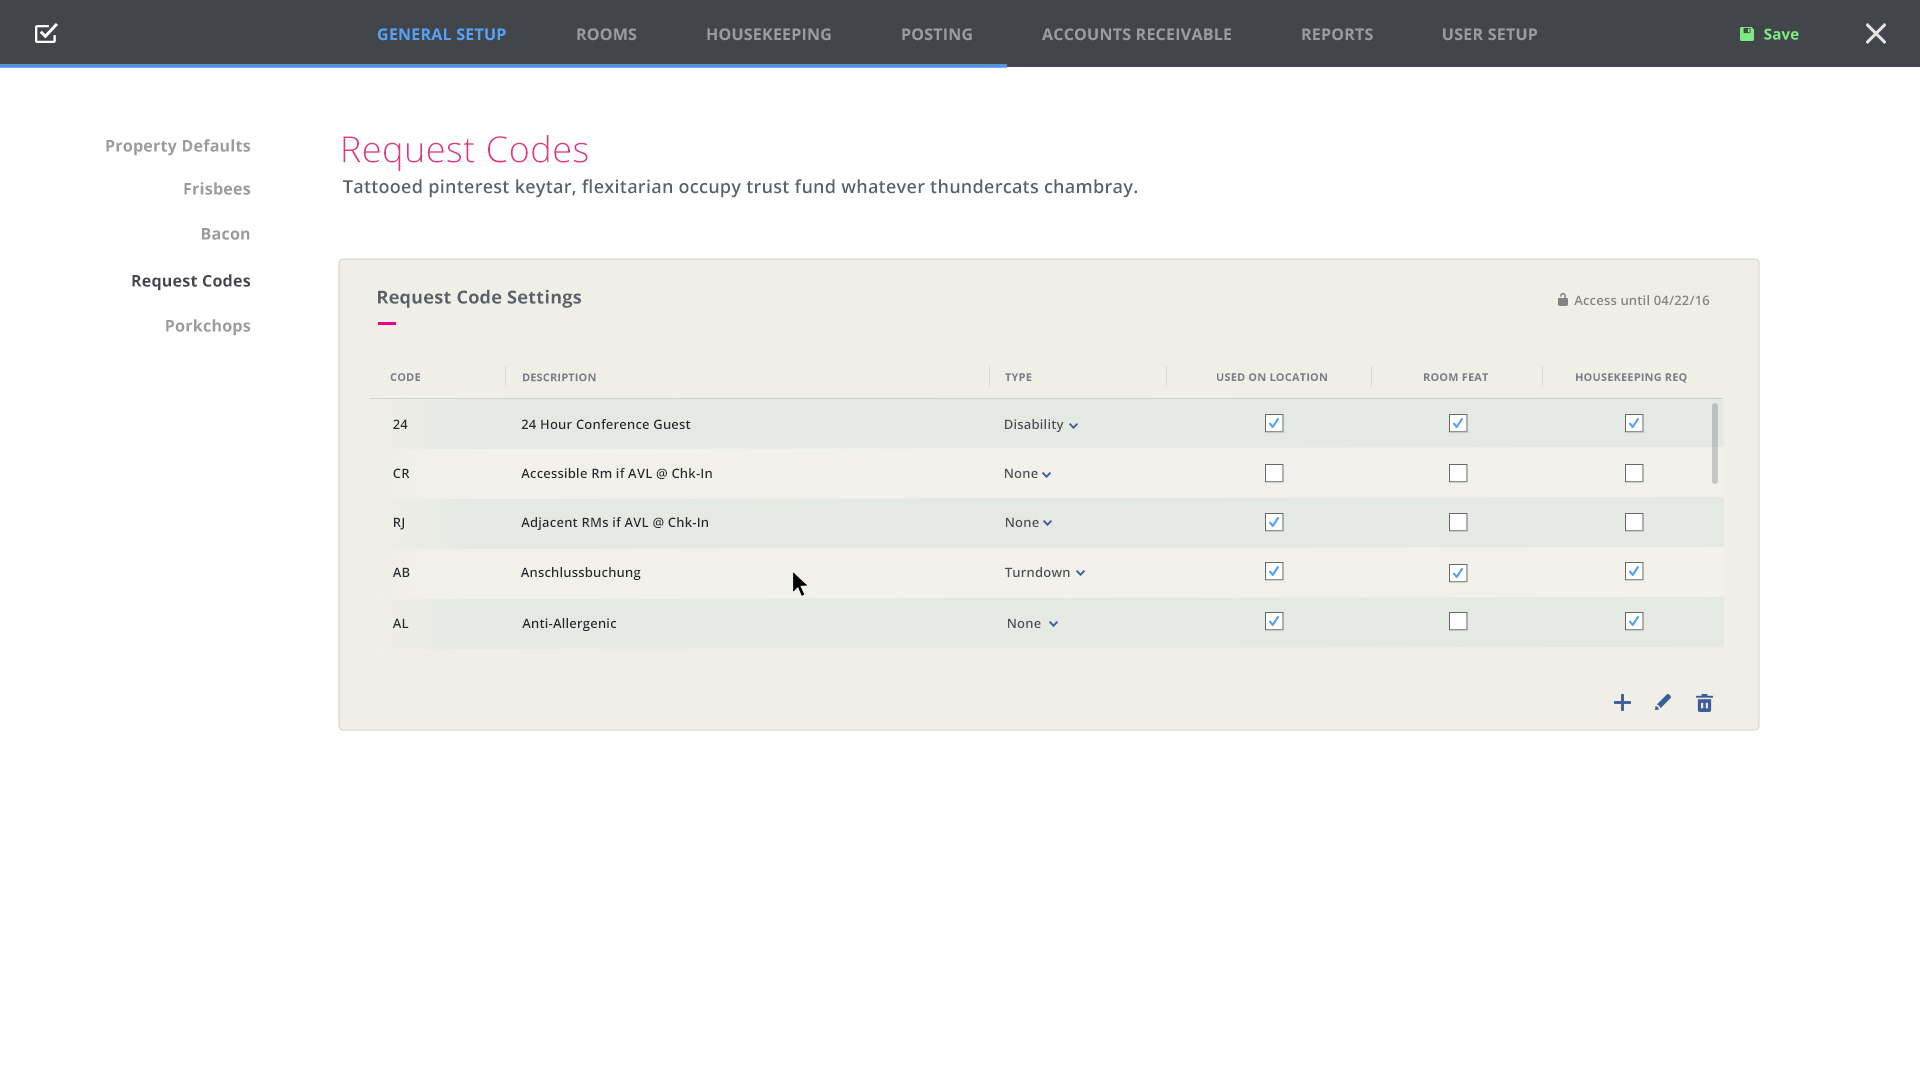 GENERAL SETUP ROOMS HOUSEKEEPING POSTING ACCOUNTS RECEIVABLE REPORTS USER SETUP Save
Property Defaults
Frisbees
Bacon
Request Codes
Porkchops
Request Codes
Tattooed pinterest keytar, flexitarian occupy trust fund whatever thundercats chambray.
Request Code Settings
Access until 04/22/16
CODE DESCRIPTION TYPE USED ON LOCATION ROOM FEAT HOUSEKEEPING REQ
24 24 Hour Conference Guest Disability
CR Accessible Rm if AVL @ Chk-In None
RJ Adjacent RMs if AVL @ Chk-In None
AB Anschlussbuchung Turndown
AL Anti-Allergenic None